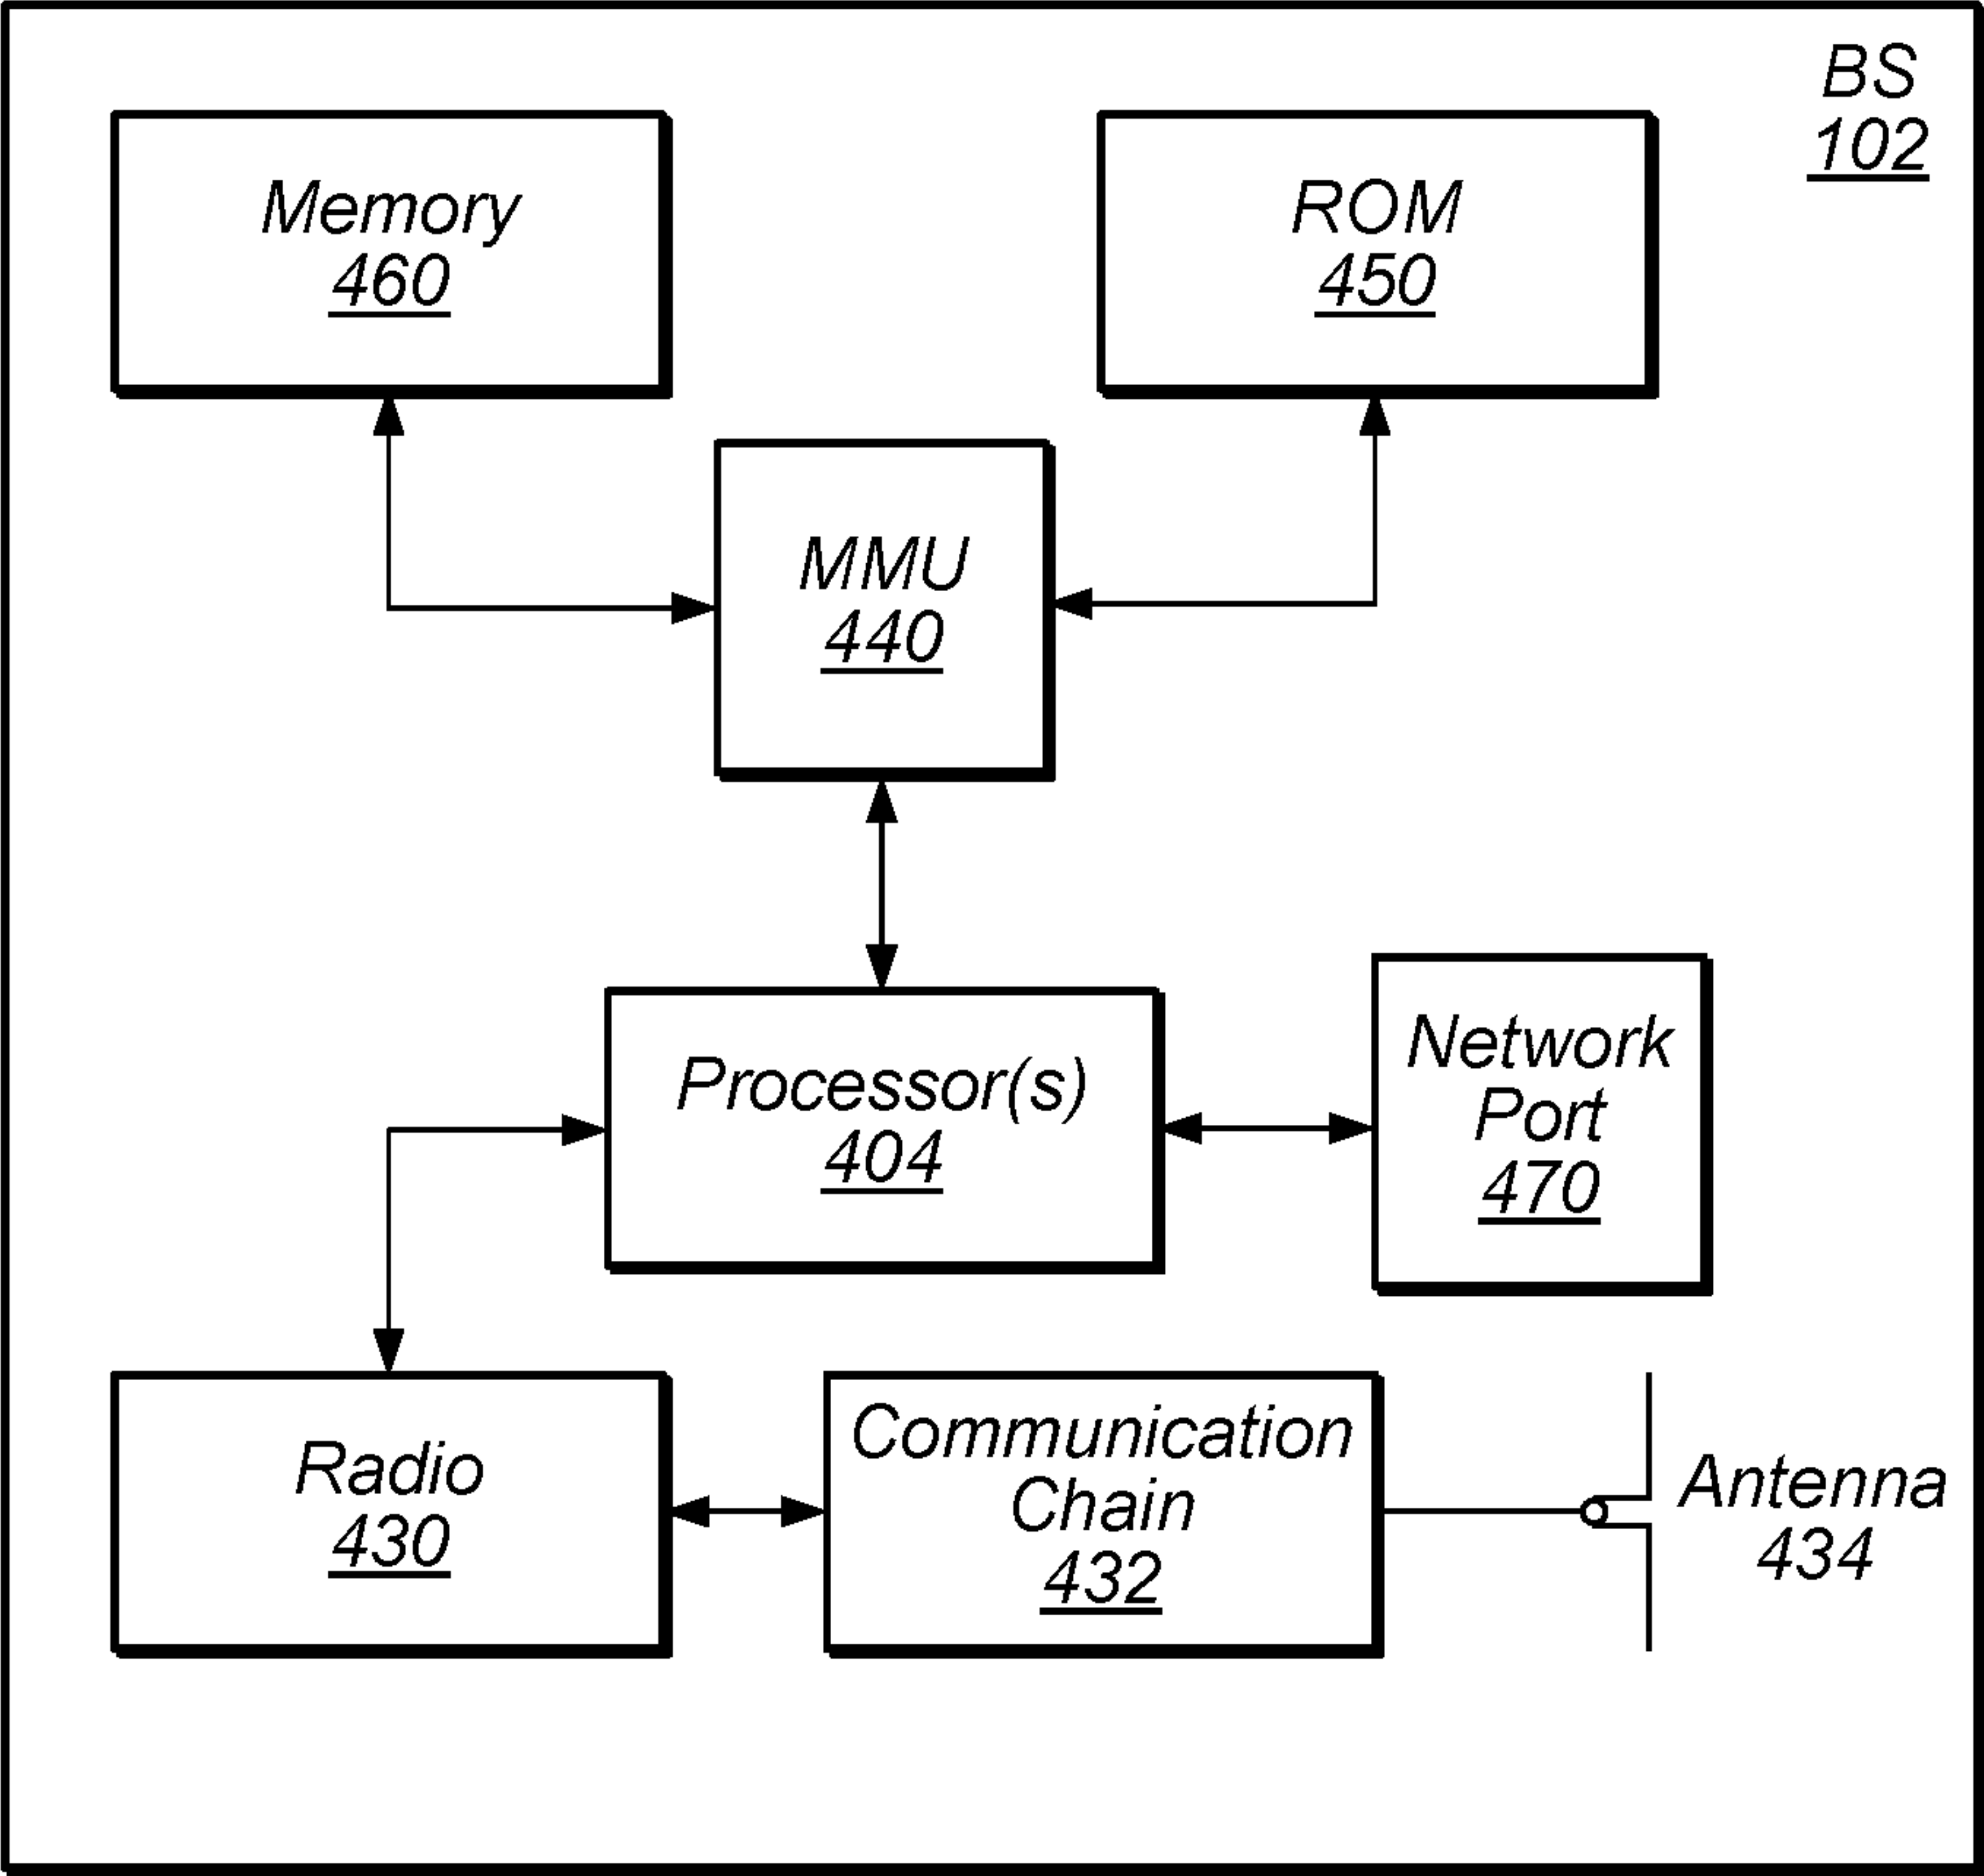 BS
102
Memory
460
ROM
450
MMU
440
Processor(s)
404
Network
Port
470
Radio
430
Communication
Chain
432
Antenna
434